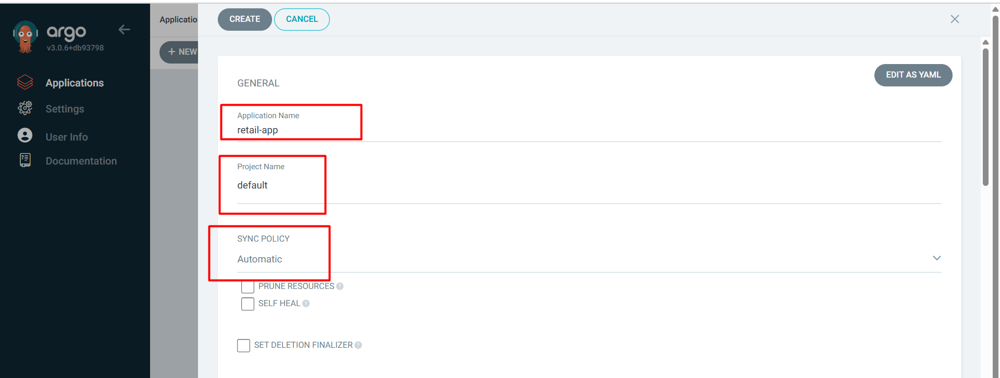 argo
v3.0.6+db93798
Applications
Settings
User Info
Documentation
Applicatio
+ NEW
CREATE
CANCEL
EDIT AS YAML
GENERAL
Application Name
retail-app
Project Name
default
SYNC POLICY
Automatic
PRUNE RESOURCES ?
SELF HEAL ?
SET DELETION FINALIZER ?